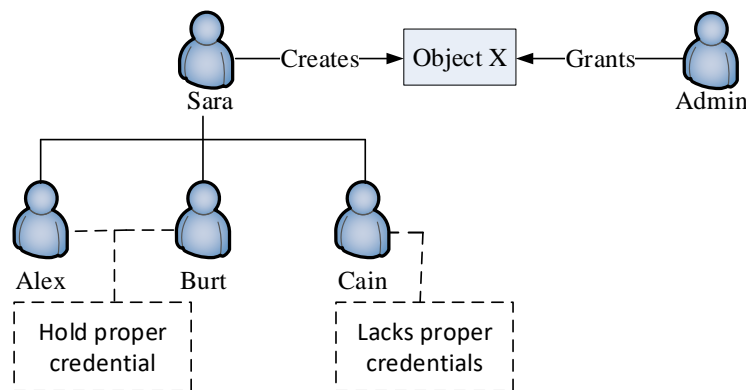 Creates
Object X
Grants
Sara
Admin
Alex
Burt
Cain
Hold proper
credential
Lacks proper
credentials